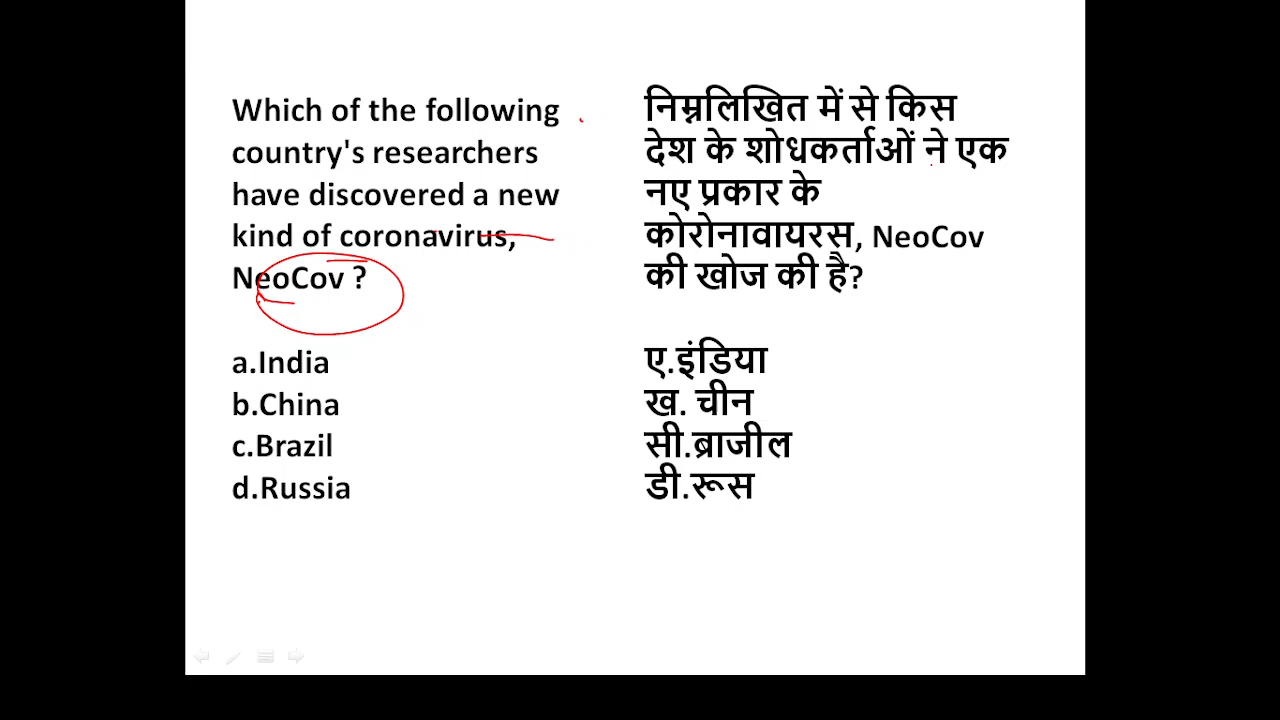 Which of the following
country's researchers
have discovered a new
kind of coronavirus,
NeoCov ?
a.India
b.China
c.Brazil
d.Russia
निम्नलिखित में से किस
देश के शोधकर्ताओं ने एक
नए प्रकार के
कोरोनावायरस, NeoCov
की खोज की है?
ए.इंडिया
ख. चीन
सी.ब्राजील
डी.रूस